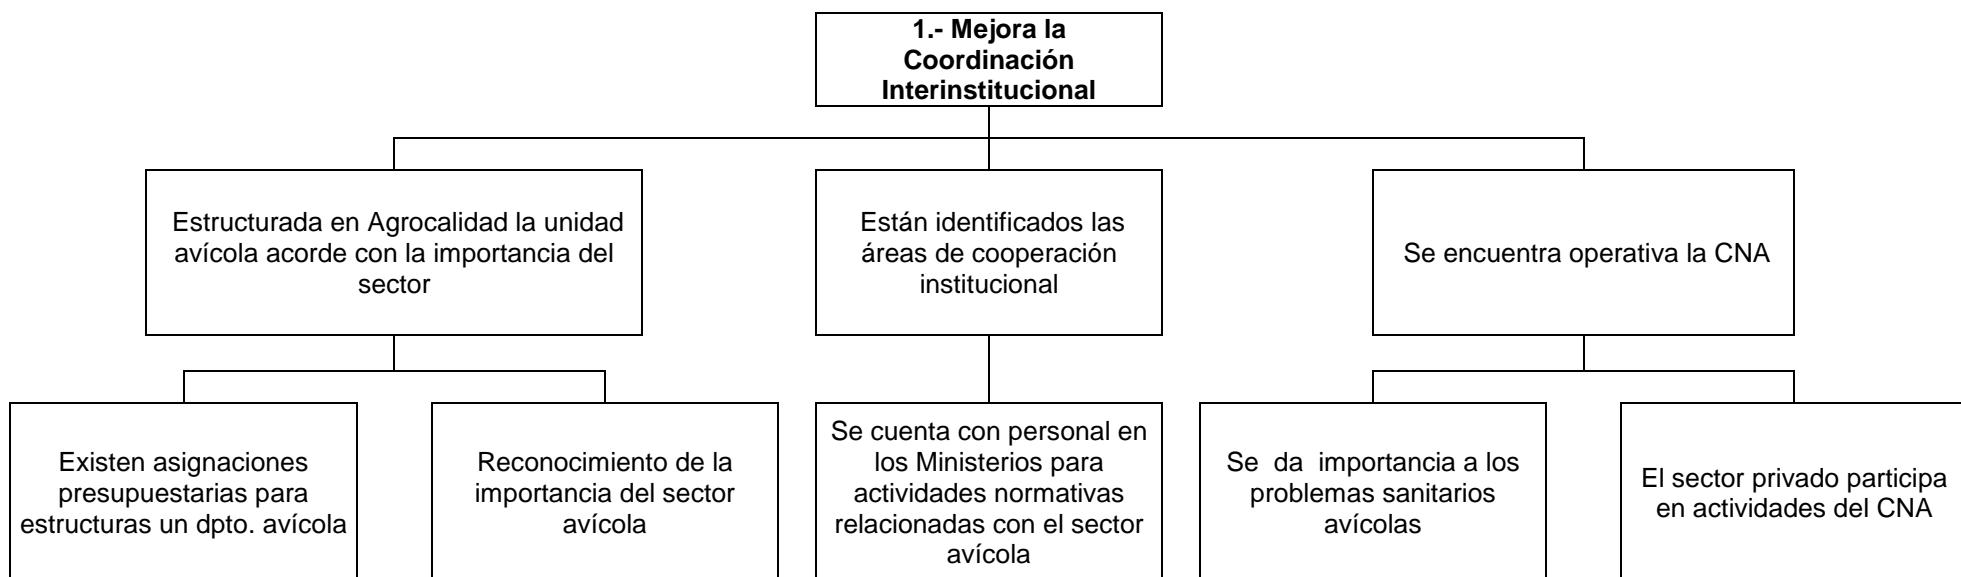 1.- Mejora la
Coordinación
Interinstitucional
Estructurada en Agrocalidad la unidad
avícola acorde con la importancia del
sector
Están identificados las
áreas de cooperación
institucional
Se encuentra operativa la CNA
Existen asignaciones
presupuestarias para
estructuras un dpto. avícola
Reconocimiento de la
importancia del sector
avícola
Se cuenta con personal en
los Ministerios para
actividades normativas
relacionadas con el sector
avícola
Se da importancia a los
problemas sanitarios
avícolas
El sector privado participa
en actividades del CNA